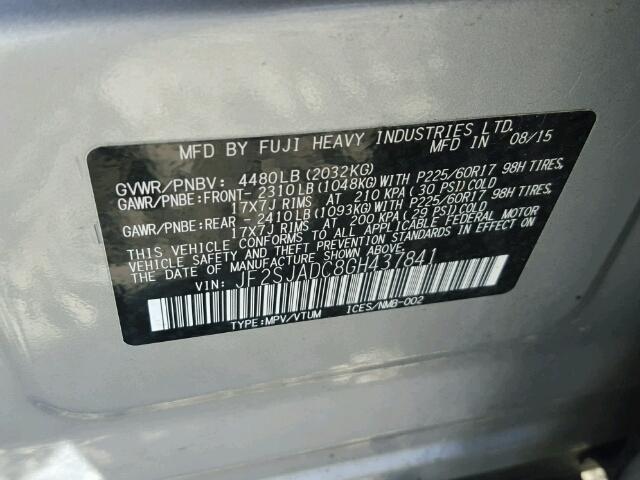 MFD BY FUJI HEAVY INDUSTRIES LTD.
MFD IN 08/15
GVWR/PNBV: 4480LB(2032KG)
GAWR/PNBE:FRONT-2310LB(1048KG)WITH P225/60R17 98H TIRES,
17X7J RIMS AT 210 KPA(30 PSI)COLD
GAWR/PNBE:REAR -2410LB(1093KG)WITH P225/60R17 98H TIRES,
17X7J RIMS AT 200 KPA(29 PSI)COLD
THIS VEHICLE CONFORMS TO ALL APPLICABLE FEDERAL MOTOR
VEHICLE SAFETY AND THEFT PREVENTION STANDARDS IN EFFECT ON
THE DATE OF MANUFACTURE SHOWN ABOVE.
VIN: JF2SJADC8GH437841
TYPE:MPV/VTUM ICES/NMB-002